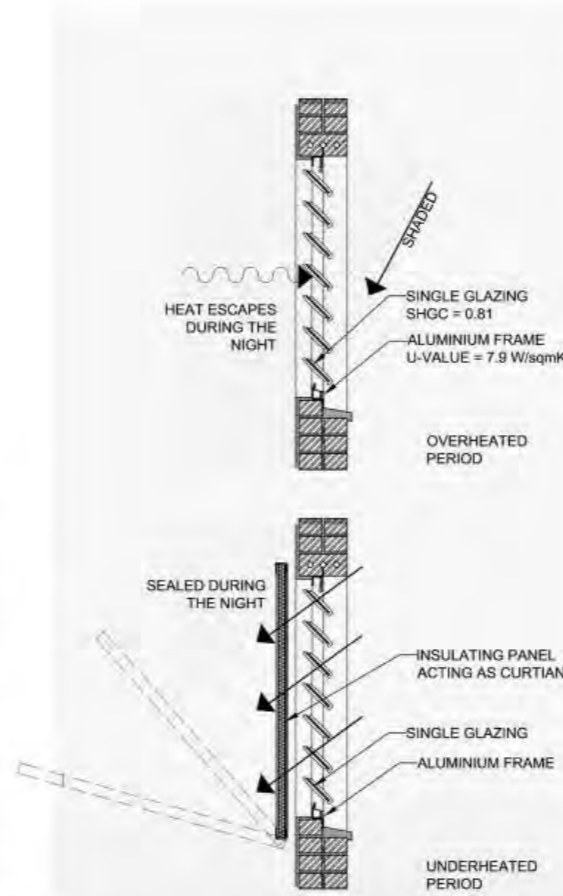 SHADED
HEAT ESCAPES
DURING THE
NIGHT
SINGLE GLAZING
SHGC = 0.81
ALUMINIUM FRAME
U-VALUE = 7.9 W/sqmK
OVERHEATED
PERIOD
SEALED DURING
THE NIGHT
INSULATING PANEL
ACTING AS CURTIAN
SINGLE GLAZING
ALUMINIUM FRAME
UNDERHEATED
PERIOD